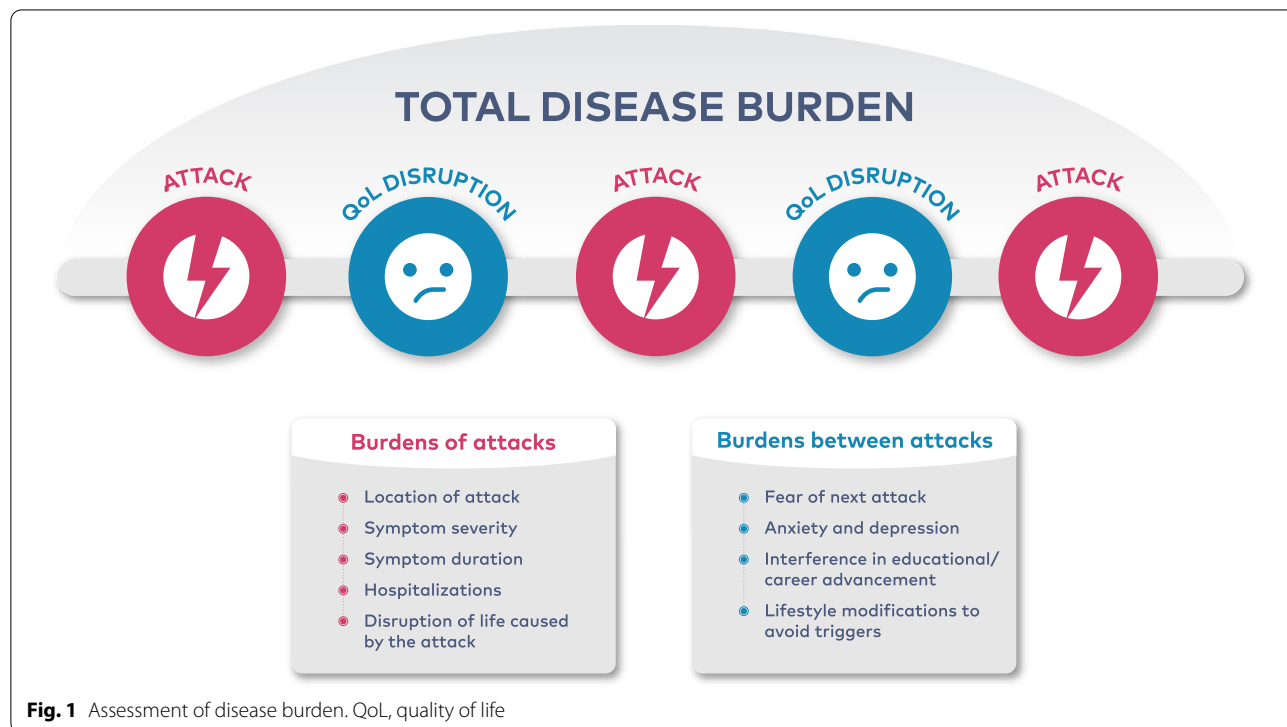 TOTAL DISEASE BURDEN
ATTACK
QoL DISRUPTION
ATTACK
QoL DISRUPTION
ATTACK
Burdens of attacks
Location of attack
Symptom severity
Symptom duration
Hospitalizations
Disruption of life caused
by the attack
Burdens between attacks
Fear of next attack
Anxiety and depression
Interference in educational/
career advancement
Lifestyle modifications to
avoid triggers
Fig. 1 Assessment of disease burden. QoL, quality of life